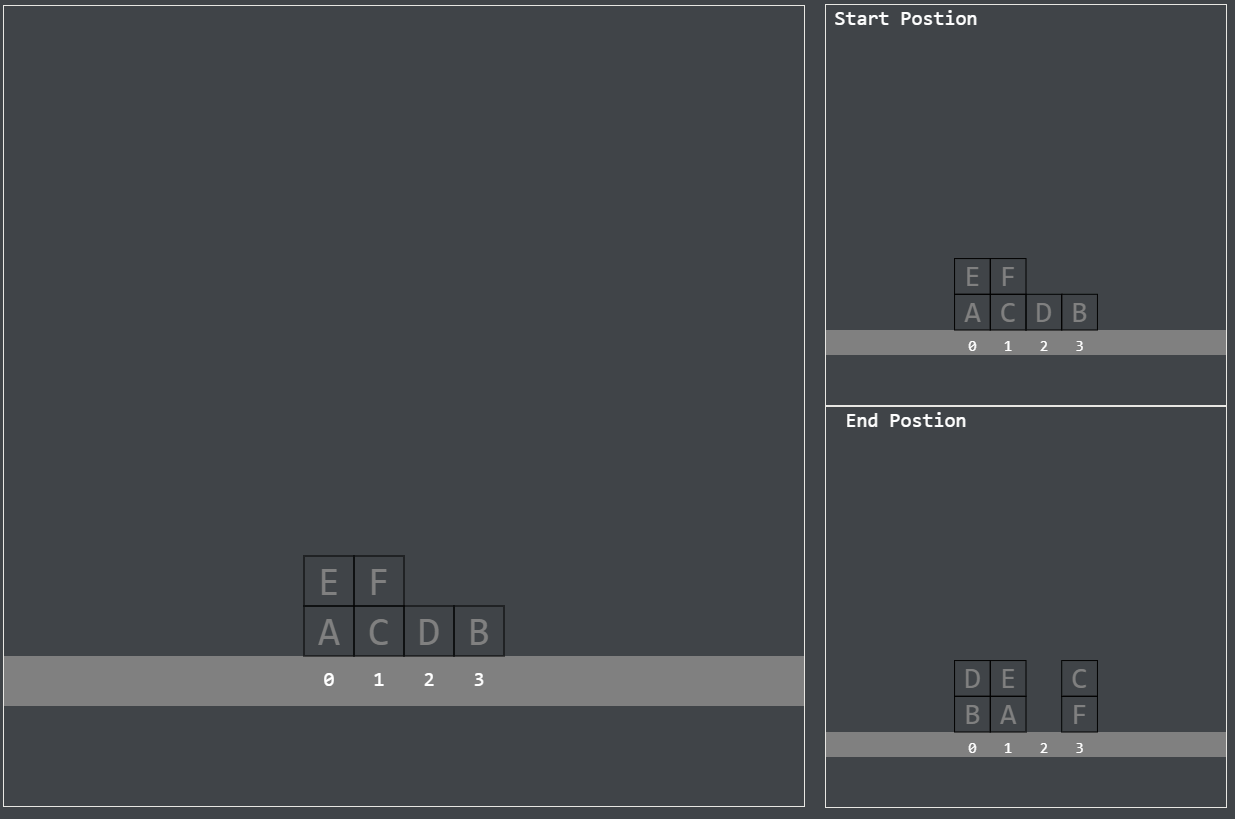 E F
A C D B
0 1 2 3
Start Postion
E F
A C D B
0 1 2 3
End Postion
D E C
B A F
0 1 2 3